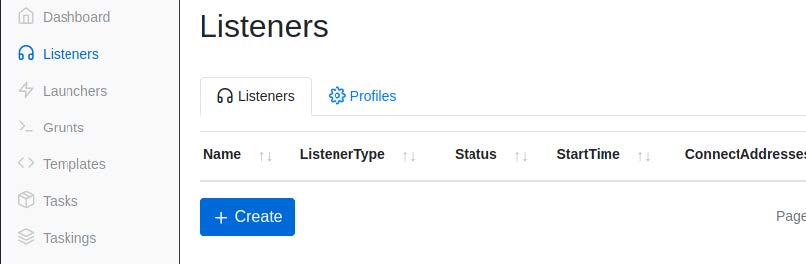 Dashboard
Listeners
Launchers
Grunts
Templates
Tasks
Taskings
Listeners
Listeners Profiles
Name ↑↓ ListenerType ↑↓ Status ↑↓ StartTime ↑↓ ConnectAddresses
+ Create
Page